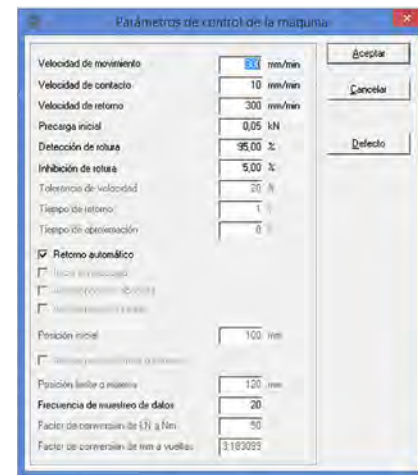 Parámetros de control de la máquina
Velocidad de movimiento 300 mm/min
Velocidad de contacto 10 mm/min
Velocidad de retorno 300 mm/min
Precarga inicial 0,05 kN
Detección de rotura 95,00 %
Inhibición de rotura 5,00 %
Tolerancia de velocidad 20
Tiempo de retorno 1
Tiempo de aproximación 0
Retorno automático
Posición inicial 100 mm
Posición límite o máxima 120 mm
Frecuencia de muestreo de datos 20
Factor de conversión de kN a Nm 50
Factor de conversión de mm a vueltas 3.183099
Aceptar
Cancelar
Defecto